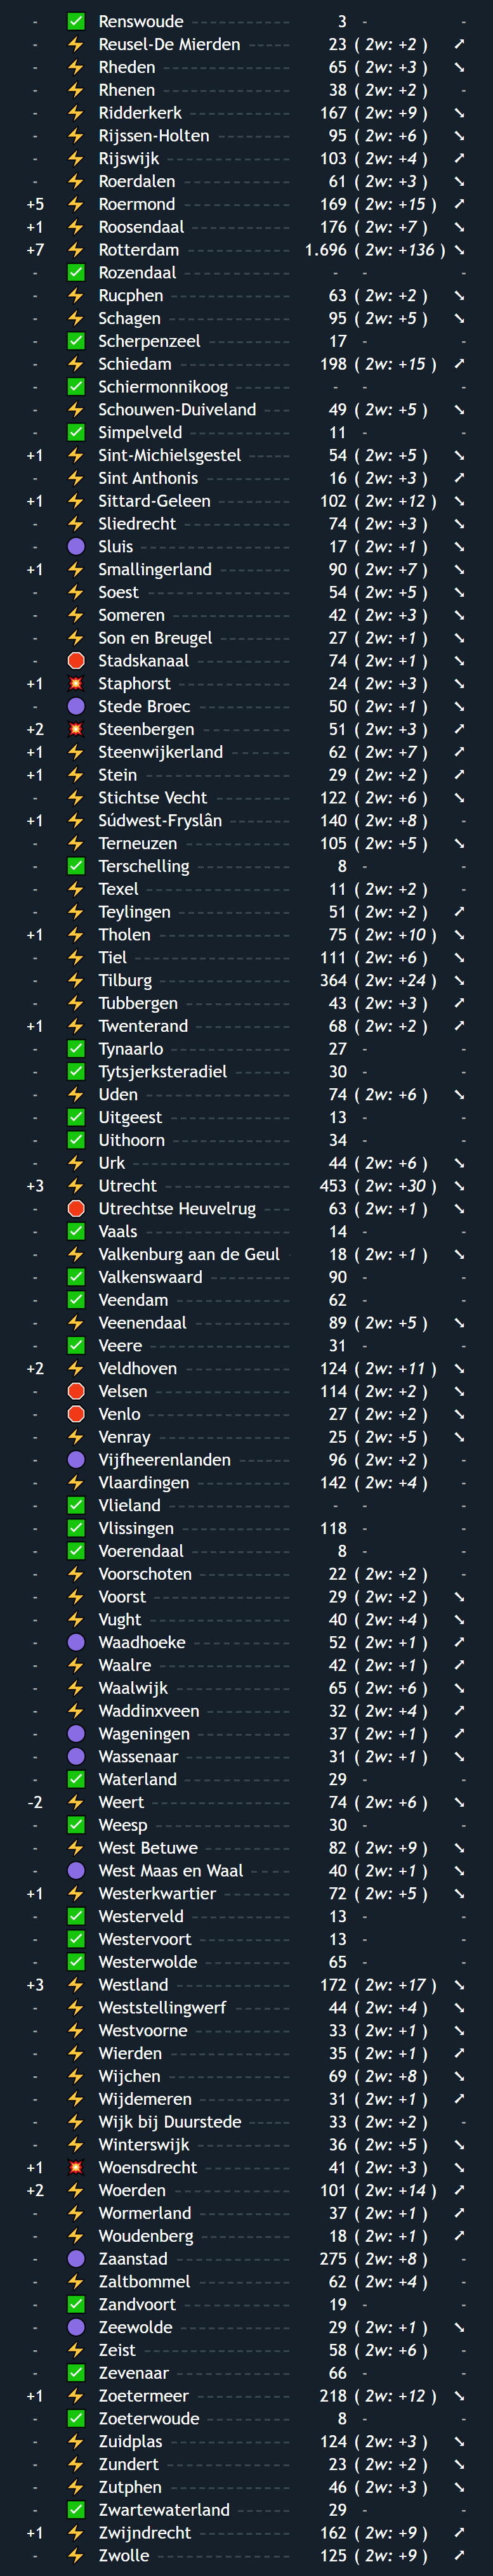 - ✅ Renswoude 3 - -
- ⚡ Reusel-De Mierden 23 ( 2w: +2 ) ➚
- ⚡ Rheden 65 ( 2w: +3 ) ➘
- ⚡ Rhenen 38 ( 2w: +2 ) -
- ⚡ Ridderkerk 167 ( 2w: +9 ) ➘
- ⚡ Rijssen-Holten 95 ( 2w: +6 ) ➘
- ⚡ Rijswijk 103 ( 2w: +4 ) ➚
- ⚡ Roerdalen 61 ( 2w: +3 ) ➘
+5 ⚡ Roermond 169 ( 2w: +15 ) ➚
+1 ⚡ Roosendaal 176 ( 2w: +7 ) ➘
+7 ⚡ Rotterdam 1.696 ( 2w: +136 ) ➘
- ✅ Rozendaal - - -
- ⚡ Rucphen 63 ( 2w: +2 ) ➘
- ⚡ Schagen 95 ( 2w: +5 ) ➘
- ✅ Scherpenzeel 17 - -
- ⚡ Schiedam 198 ( 2w: +15 ) ➚
- ✅ Schiermonnikoog - - -
- ⚡ Schouwen-Duiveland 49 ( 2w: +5 ) ➘
- ✅ Simpelveld 11 - -
+1 ⚡ Sint-Michielsgestel 54 ( 2w: +5 ) ➘
- ⚡ Sint Anthonis 16 ( 2w: +3 ) ➚
+1 ⚡ Sittard-Geleen 102 ( 2w: +12 ) ➘
- ⚡ Sliedrecht 74 ( 2w: +3 ) ➘
- 🟣 Sluis 17 ( 2w: +1 ) ➘
+1 ⚡ Smallingerland 90 ( 2w: +7 ) ➘
- ⚡ Soest 54 ( 2w: +5 ) ➘
- ⚡ Someren 42 ( 2w: +3 ) ➘
- ⚡ Son en Breugel 27 ( 2w: +1 ) ➘
- 🛑 Stadskanaal 74 ( 2w: +1 ) ➘
+1 💥 Staphorst 24 ( 2w: +3 ) ➘
- 🟣 Stede Broec 50 ( 2w: +1 ) ➘
+2 💥 Steenbergen 51 ( 2w: +3 ) ➚
+1 ⚡ Steenwijkerland 62 ( 2w: +7 ) ➚
+1 ⚡ Stein 29 ( 2w: +2 ) ➚
- ⚡ Stichtse Vecht 122 ( 2w: +6 ) ➘
+1 ⚡ Súdwest-Fryslân 140 ( 2w: +8 ) -
- ⚡ Terneuzen 105 ( 2w: +5 ) ➘
- ✅ Terschelling 8 - -
- ⚡ Texel 11 ( 2w: +2 ) -
- ⚡ Teylingen 51 ( 2w: +2 ) ➚
+1 ⚡ Tholen 75 ( 2w: +10 ) ➘
- ⚡ Tiel 111 ( 2w: +6 ) ➘
- ⚡ Tilburg 364 ( 2w: +24 ) ➘
- ⚡ Tubbergen 43 ( 2w: +3 ) ➚
+1 ⚡ Twenterand 68 ( 2w: +2 ) ➚
- ✅ Tynaarlo 27 - -
- ✅ Tytsjerksteradiel 30 - -
- ⚡ Uden 74 ( 2w: +6 ) ➘
- ✅ Uitgeest 13 - -
- ✅ Uithoorn 34 - -
- ⚡ Urk 44 ( 2w: +6 ) ➘
+3 ⚡ Utrecht 453 ( 2w: +30 ) ➘
- 🛑 Utrechtse Heuvelrug 63 ( 2w: +1 ) ➘
- ✅ Vaals 14 - -
- ⚡ Valkenburg aan de Geul 18 ( 2w: +1 ) ➘
- ✅ Valkenswaard 90 - -
- ✅ Veendam 62 - -
- ⚡ Veenendaal 89 ( 2w: +5 ) ➘
- ✅ Veere 31 - -
+2 ⚡ Veldhoven 124 ( 2w: +11 ) ➘
- 🛑 Velsen 114 ( 2w: +2 ) ➘
- 🛑 Venlo 27 ( 2w: +2 ) ➘
- ⚡ Venray 25 ( 2w: +5 ) ➘
- 🟣 Vijfheerenlanden 96 ( 2w: +2 ) -
- ⚡ Vlaardingen 142 ( 2w: +4 ) -
- ✅ Vlieland - - -
- ✅ Vlissingen 118 - -
- ✅ Voerendaal 8 - -
- ⚡ Voorschoten 22 ( 2w: +2 ) -
- ⚡ Voorst 29 ( 2w: +2 ) ➘
- ⚡ Vught 40 ( 2w: +4 ) ➘
- 🟣 Waadhoeke 52 ( 2w: +1 ) ➚
- ⚡ Waalre 42 ( 2w: +1 ) ➚
- ⚡ Waalwijk 65 ( 2w: +6 ) ➘
- ⚡ Waddinxveen 32 ( 2w: +4 ) ➚
- 🟣 Wageningen 37 ( 2w: +1 ) ➚
- 🟣 Wassenaar 31 ( 2w: +1 ) ➘
- ✅ Waterland 29 - -
-2 ⚡ Weert 74 ( 2w: +6 ) ➘
- ✅ Weesp 30 - -
- ⚡ West Betuwe 82 ( 2w: +9 ) ➘
- 🟣 West Maas en Waal 40 ( 2w: +1 ) ➘
+1 ⚡ Westerkwartier 72 ( 2w: +5 ) ➘
- ✅ Westerveld 13 - -
- ✅ Westervoort 13 - -
- ✅ Westerwolde 65 - -
+3 ⚡ Westland 172 ( 2w: +17 ) ➘
- ⚡ Weststellingwerf 44 ( 2w: +4 ) ➘
- ⚡ Westvoorne 33 ( 2w: +1 ) ➘
- ⚡ Wierden 35 ( 2w: +1 ) ➚
- ⚡ Wijchen 69 ( 2w: +8 ) ➘
- ⚡ Wijdemeren 31 ( 2w: +1 ) ➚
- ⚡ Wijk bij Duurstede 33 ( 2w: +2 ) -
- ⚡ Winterswijk 36 ( 2w: +5 ) ➘
+1 💥 Woensdrecht 41 ( 2w: +3 ) ➘
+2 ⚡ Woerden 101 ( 2w: +14 ) ➚
- ⚡ Wormerland 37 ( 2w: +1 ) ➚
- ⚡ Woudenberg 18 ( 2w: +1 ) ➚
- 🟣 Zaanstad 275 ( 2w: +8 ) -
- ⚡ Zaltbommel 62 ( 2w: +4 ) -
- ✅ Zandvoort 19 - -
- 🟣 Zeewolde 29 ( 2w: +1 ) ➘
- ⚡ Zeist 58 ( 2w: +6 ) -
- ✅ Zevenaar 66 - -
+1 ⚡ Zoetermeer 218 ( 2w: +12 ) ➘
- ✅ Zoeterwoude 8 - -
- ⚡ Zuidplas 124 ( 2w: +3 ) ➘
- ⚡ Zundert 23 ( 2w: +2 ) ➘
- ⚡ Zutphen 46 ( 2w: +3 ) ➘
- ✅ Zwartewaterland 29 - -
+1 ⚡ Zwijndrecht 162 ( 2w: +9 ) ➚
- ⚡ Zwolle 125 ( 2w: +9 ) ➚